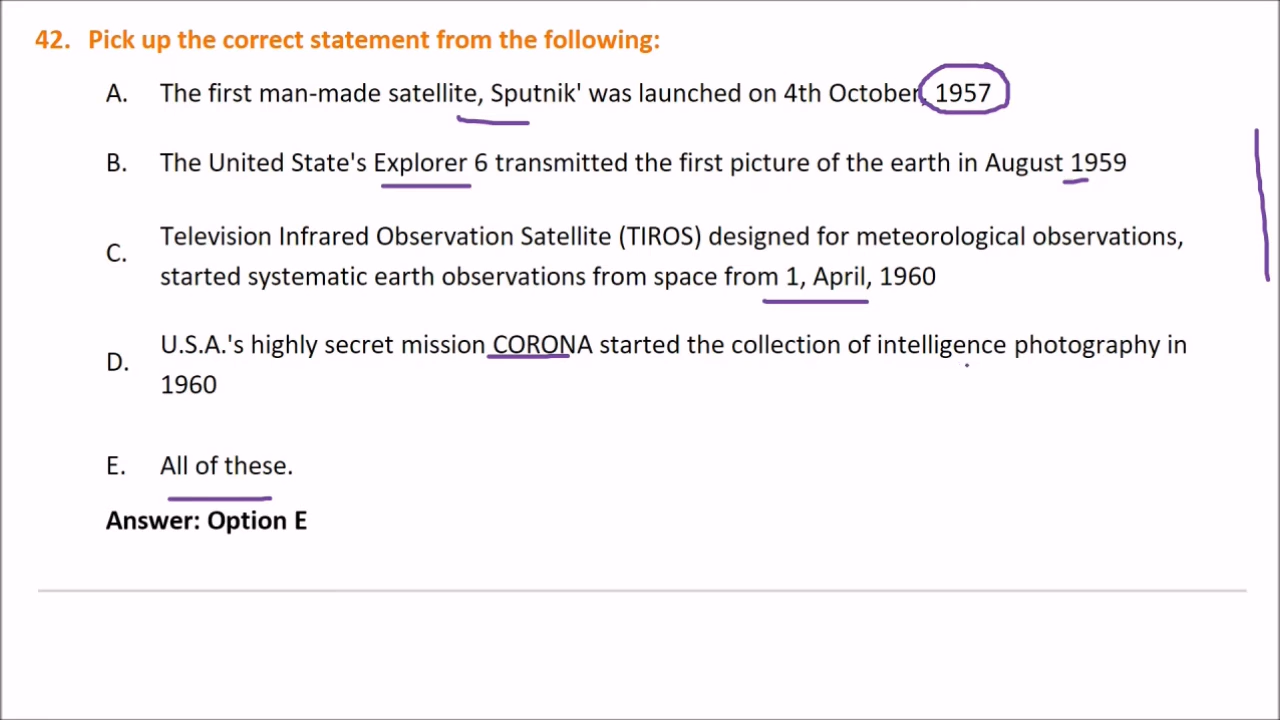 42. Pick up the correct statement from the following:
A. The first man-made satellite, Sputnik' was launched on 4th October, 1957
B. The United State's Explorer 6 transmitted the first picture of the earth in August 1959
C. Television Infrared Observation Satellite (TIROS) designed for meteorological observations,
started systematic earth observations from space from 1, April, 1960
D. U.S.A.'s highly secret mission CORONA started the collection of intelligence photography in
1960
E. All of these.
Answer: Option E